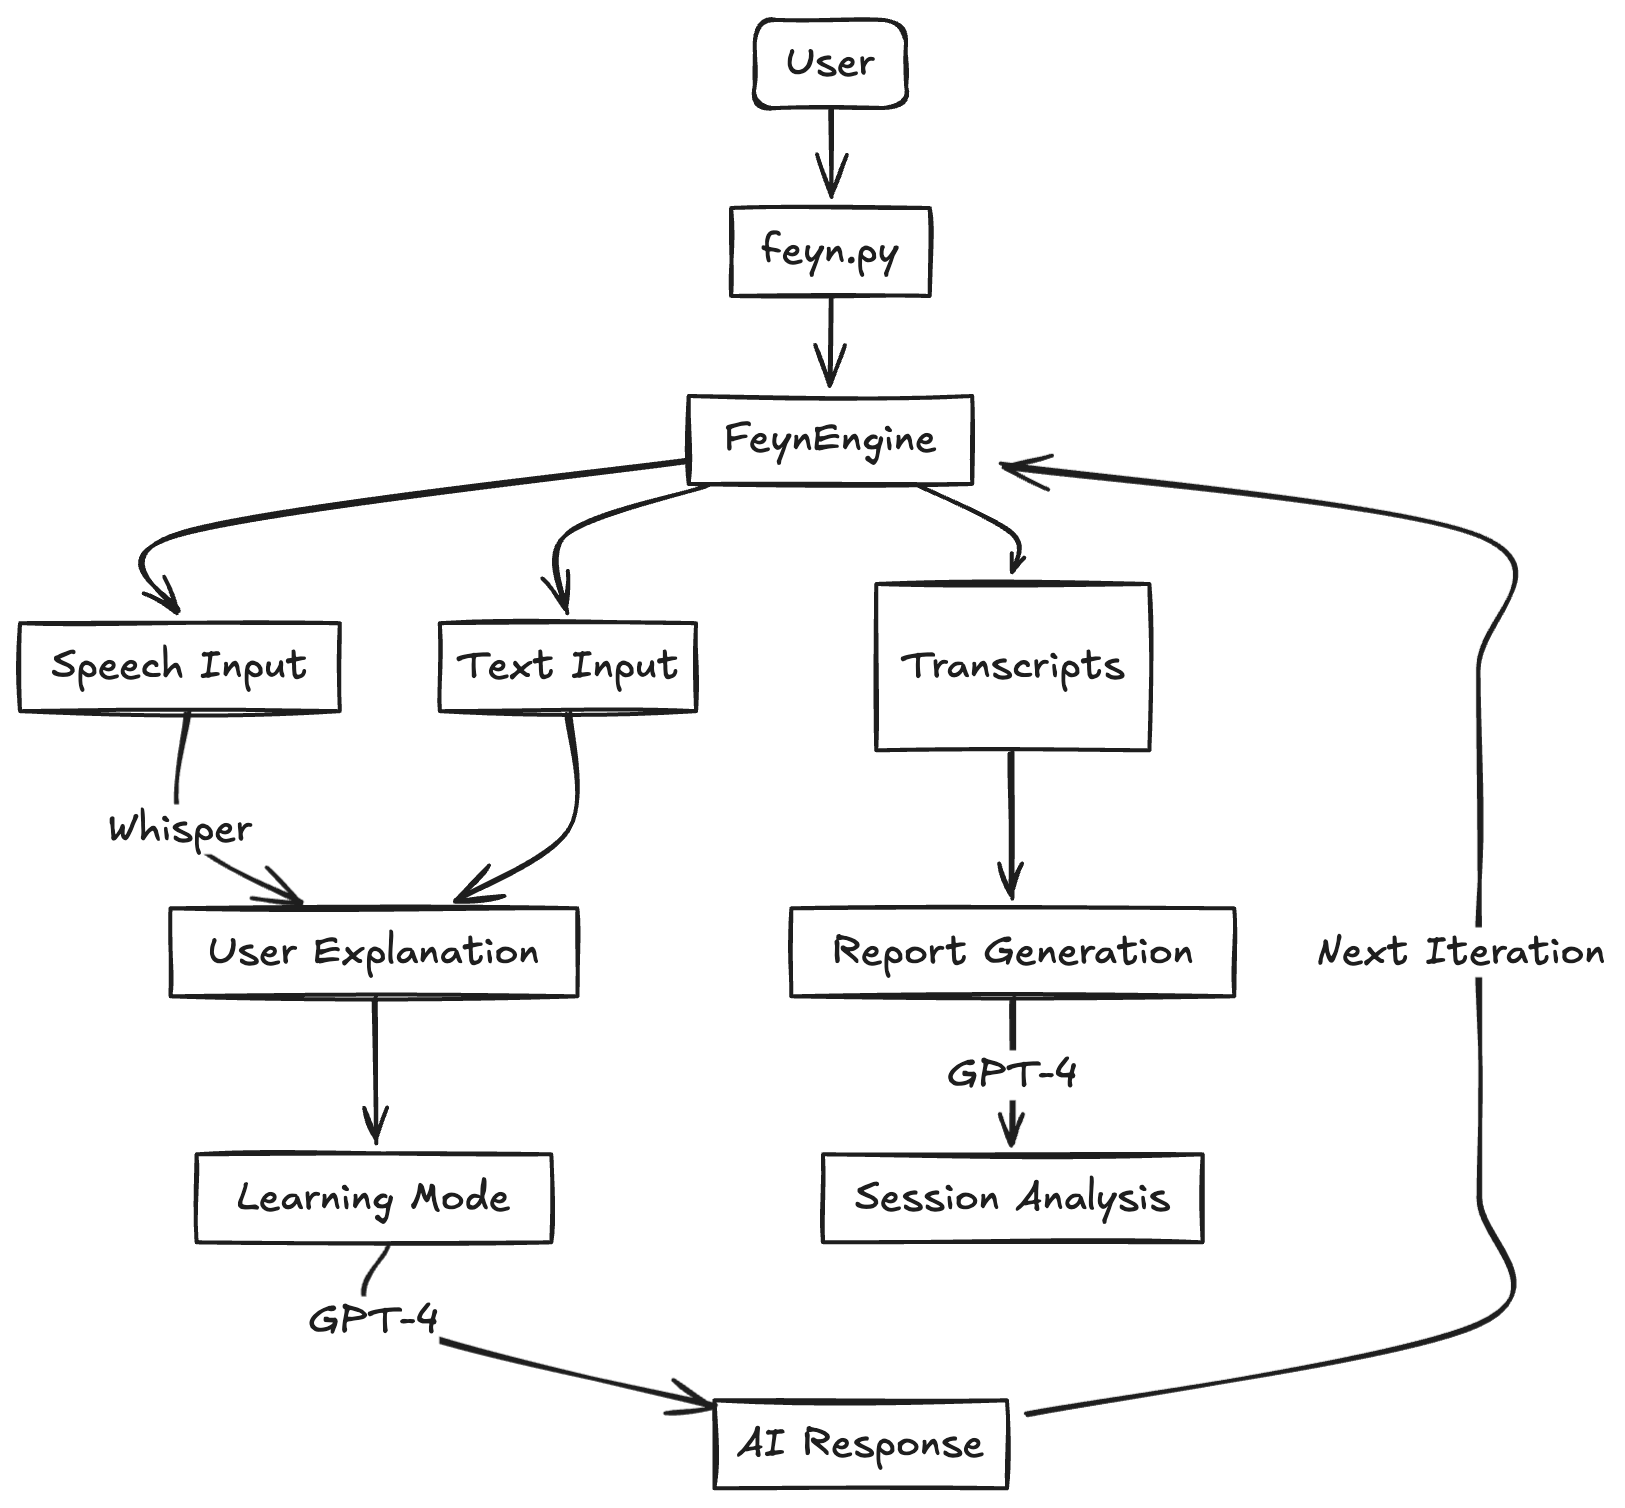 User
feyn.py
FeynEngine
Speech Input
Text Input
Transcripts
Whisper
User Explanation
Report Generation
Next Iteration
GPT-4
Learning Mode
Session Analysis
GPT-4
AI Response